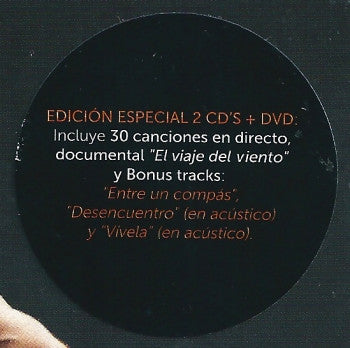 EDICIÓN ESPECIAL 2 CD'S + DVD:
Incluye 30 canciones en directo,
documental "El viaje del viento"
y Bonus tracks:
"Entre un compás",
"Desencuentro" (en acústico)
y "Vívela" (en acústico).